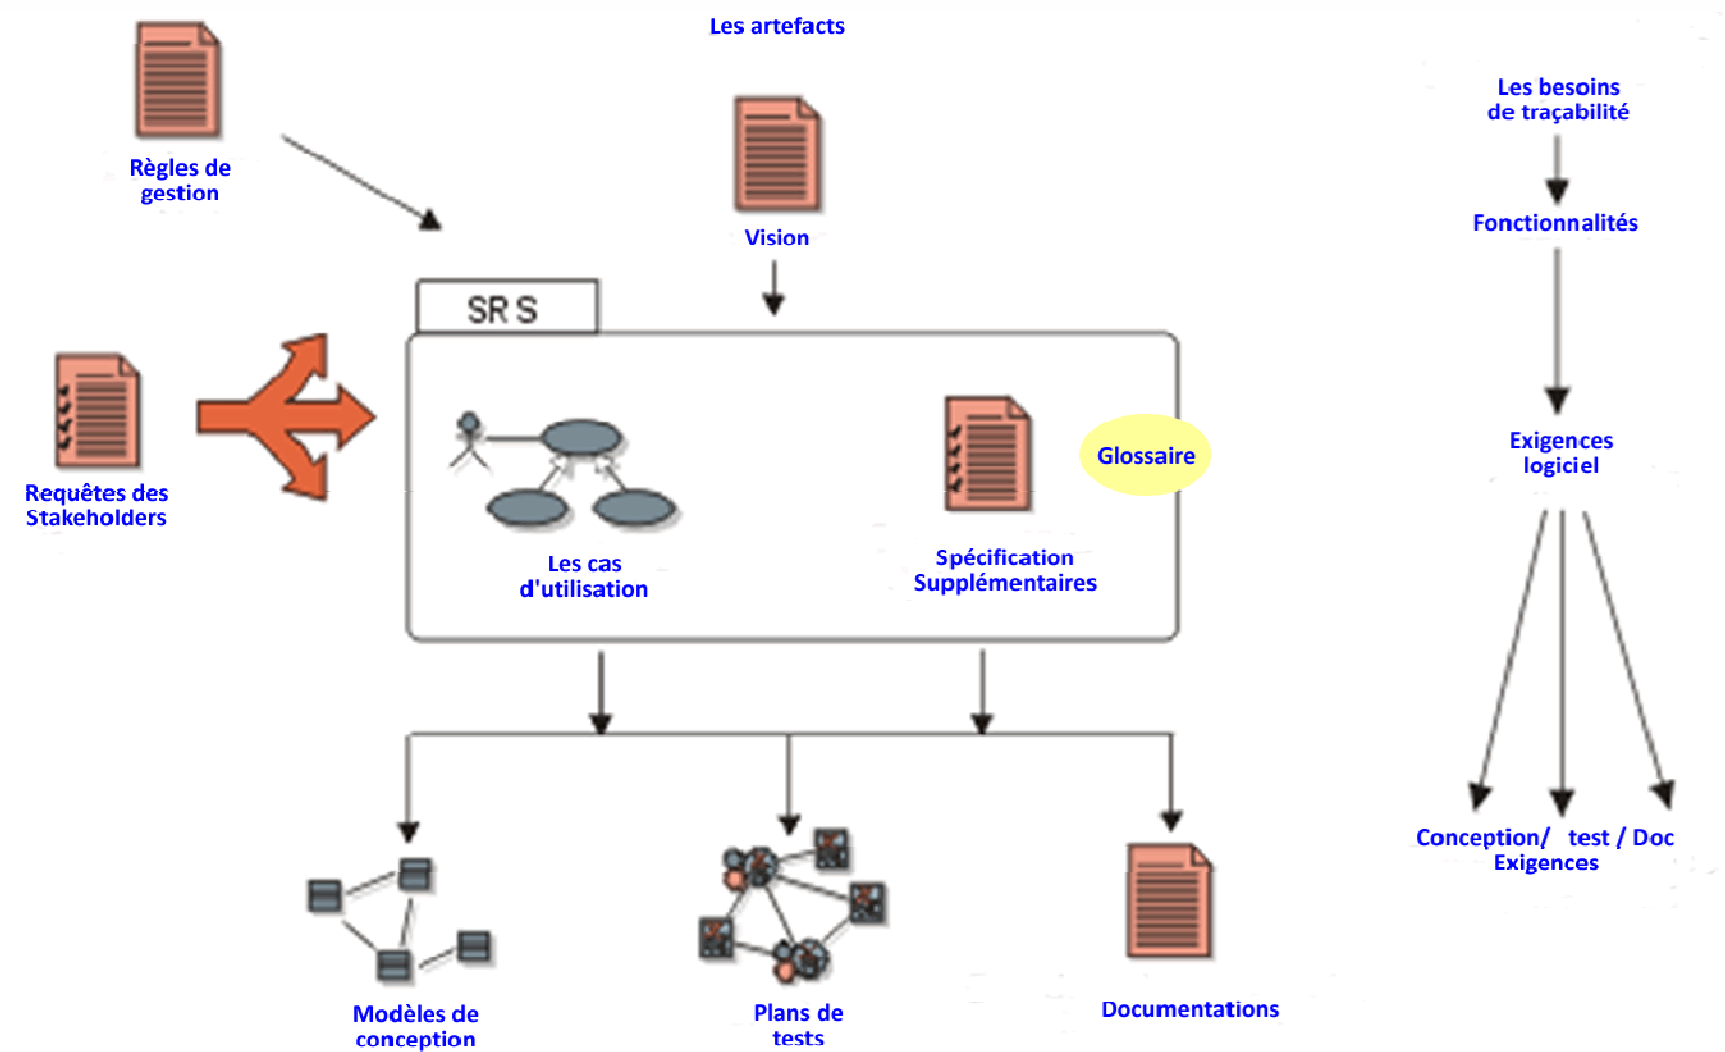 Les artefacts
Règles de
gestion
Vision
Les besoins
de traçabilité
Fonctionnalités
SR S
Requêtes des
Stakeholders
Glossaire
Les cas
d'utilisation
Spécification
Supplémentaires
Exigences
logiciel
Conception/ test / Doc
Exigences
Modèles de
conception
Plans de
tests
Documentations